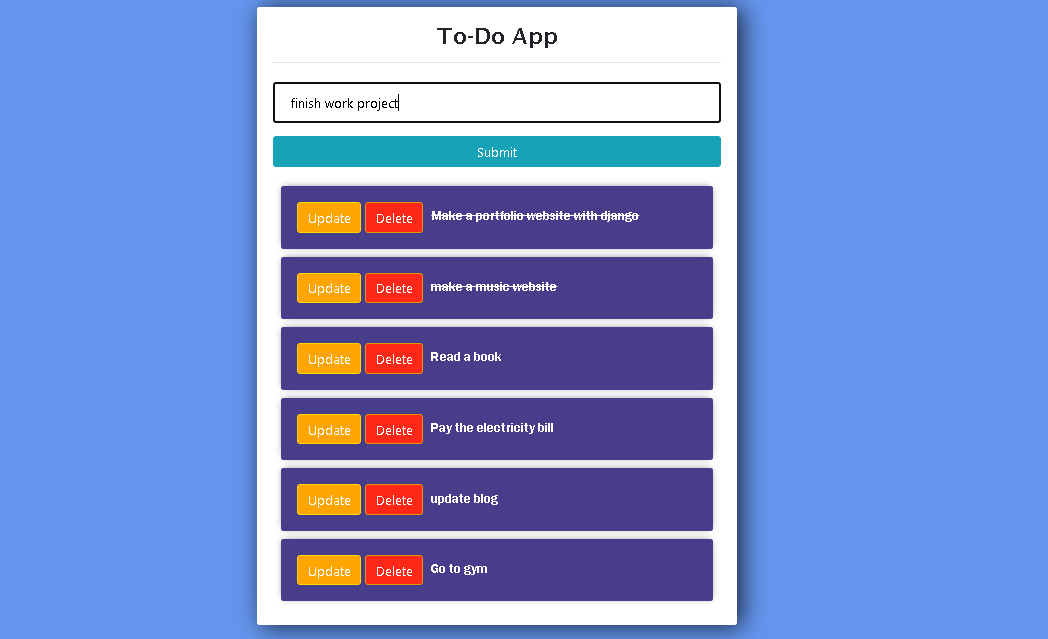 To-Do App
finish work project
Submit
Update Delete Make a portfolio website with django
Update Delete make a music website
Update Delete Read a book
Update Delete Pay the electricity bill
Update Delete update blog
Update Delete Go to gym